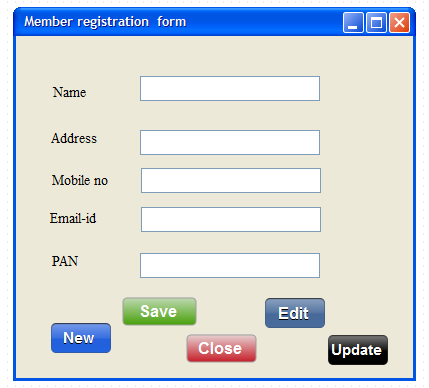 Member registration form
Name
Address
Mobile no
Email-id
PAN
Save
Edit
New
Close
Update